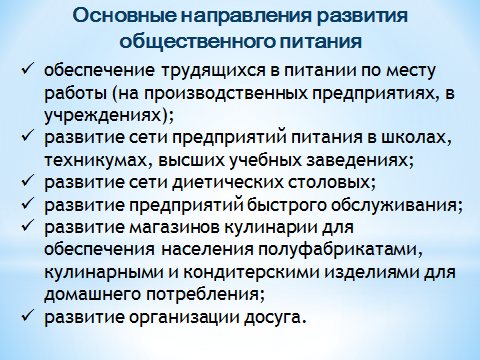 Основные направления развития
общественного питания
✓ обеспечение трудящихся в питании по месту
работы (на производственных предприятиях, в
учреждениях);
✓ развитие сети предприятий питания в школах,
техникумах, высших учебных заведениях;
✓ развитие сети диетических столовых;
✓ развитие предприятий быстрого обслуживания;
✓ развитие магазинов кулинарии для
обеспечения населения полуфабрикатами,
кулинарными и кондитерскими изделиями для
домашнего потребления;
✓ развитие организации досуга.